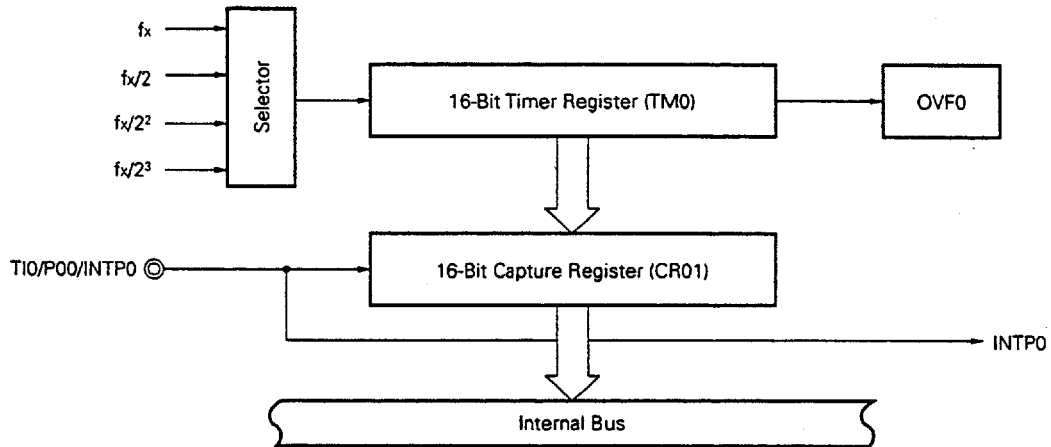 fx
fx/2
fx/2²
fx/2³
Selector
16-Bit Timer Register (TM0)
OVF0
TI0/P00/INTP0
16-Bit Capture Register (CR01)
INTP0
Internal Bus